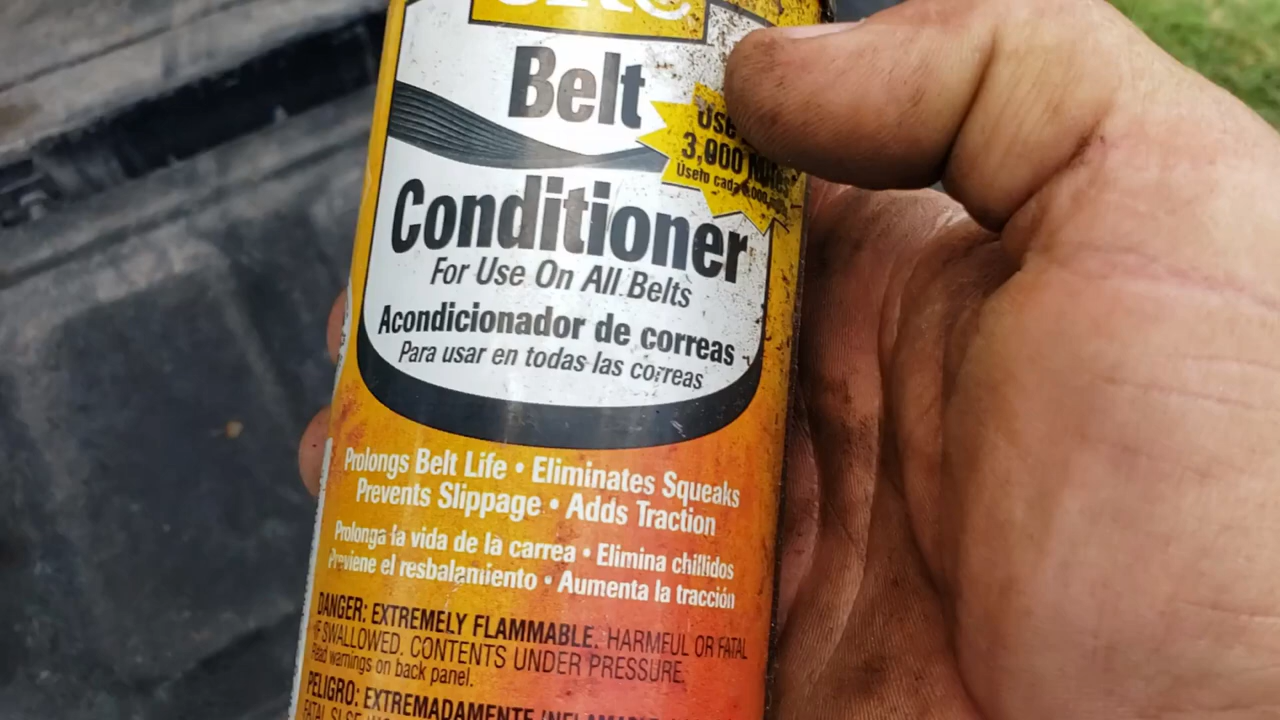 Belt
Use
3,000
Úselo cada
Conditioner
For Use On All Belts
Acondicionador de correas
Para usar en todas las correas
Prolongs Belt Life • Eliminates Squeaks
Prevents Slippage • Adds Traction
Prolonga la vida de la carrea • Elimina chillidos
Previene el resbalamiento • Aumenta la tracción
DANGER: EXTREMELY FLAMMABLE. HARMFUL OR FATAL
IF SWALLOWED. CONTENTS UNDER PRESSURE.
Read warnings on back panel.
PELIGRO: EXTREMADAMENTE